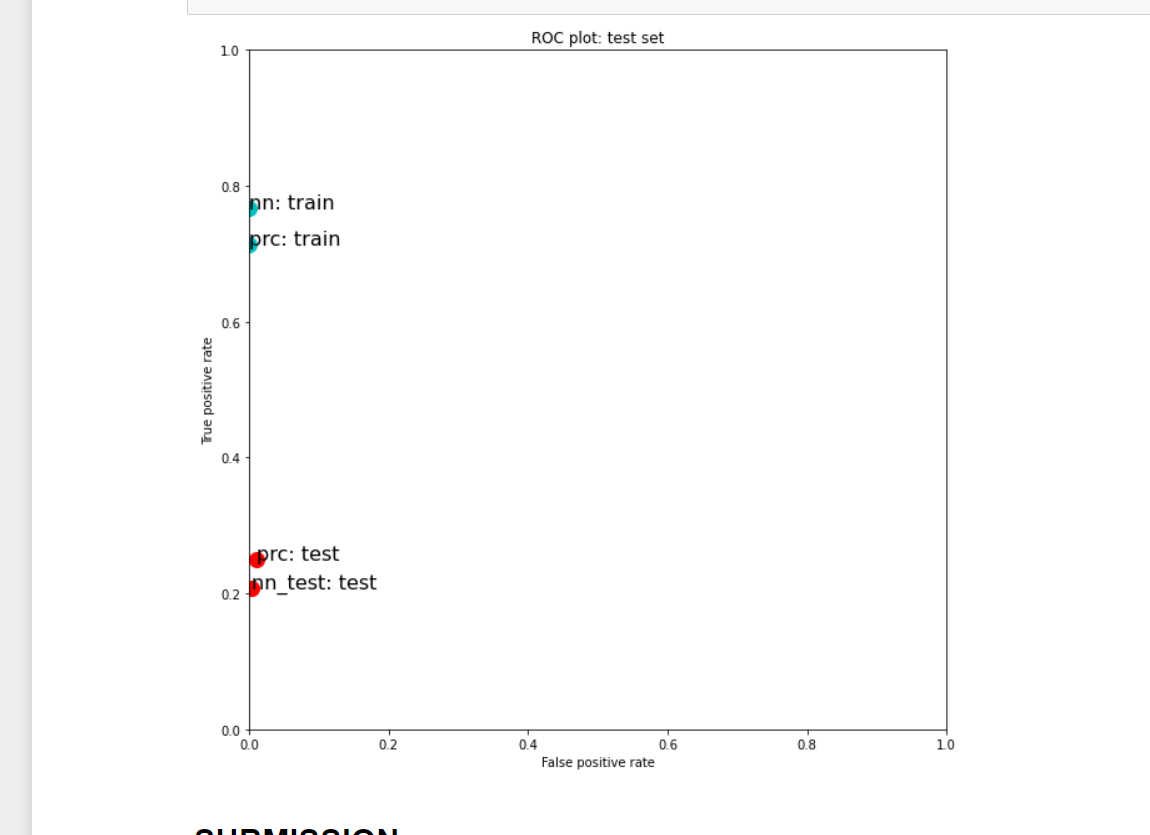 ROC plot: test set
1.0
0.8
nn: train
prc: train
0.6
True positive rate
0.4
prc: test
nn_test: test
0.2
0.0
0.0 0.2 0.4 0.6 0.8 1.0
False positive rate
SUBMISSION